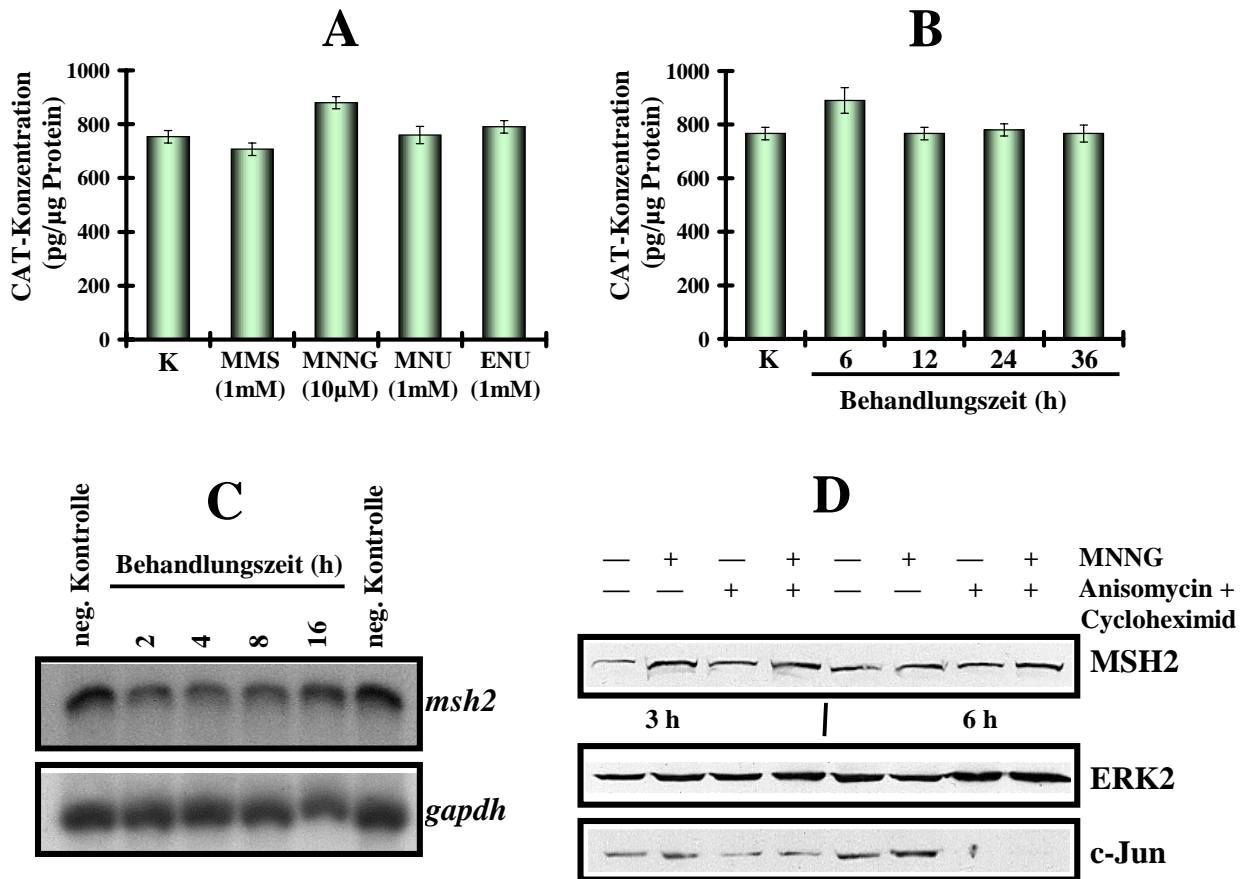 A
CAT-Konzentration
(pg/µg Protein)
1000
800
600
400
200
0
K
MMS
(1mM)
MNNG
(10µM)
MNU
(1mM)
ENU
(1mM)
B
CAT-Konzentration
(pg/µg Protein)
1000
800
600
400
200
0
K
6
12
24
36
Behandlungszeit (h)
C
neg. Kontrolle
Behandlungszeit (h)
2
4
8
16
neg. Kontrolle
msh2
gapdh
D
— + — + — + — + MNNG
— — + + — — + + Anisomycin +
Cycloheximid
MSH2
3 h | 6 h
ERK2
c-Jun